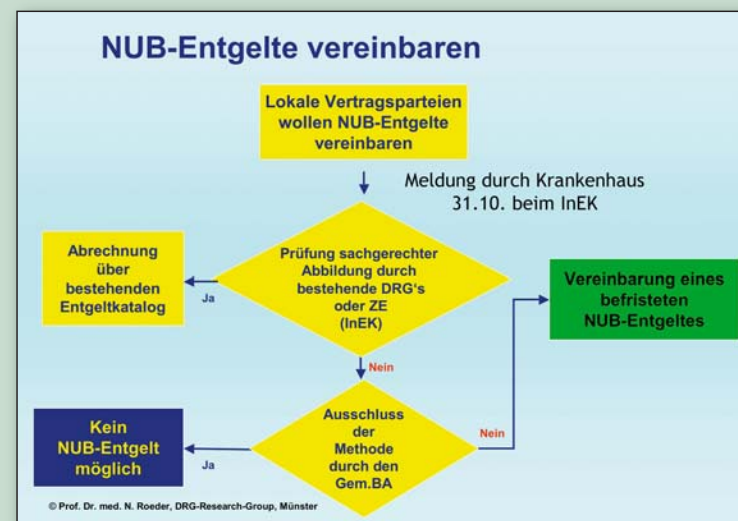 NUB-Entgelte vereinbaren
Lokale Vertragsparteien
wollen NUB-Entgelte
vereinbaren
Meldung durch Krankenhaus
31.10. beim InEK
Prüfung sachgerechter
Abbildung durch
bestehende DRG's
oder ZE
(InEK)
Ja
Abrechnung
über
bestehenden
Entgeltkatalog
Nein
Ausschluss
der
Methode
durch den
Gem.BA
Ja
Kein
NUB-Entgelt
möglich
Nein
Vereinbarung eines
befristeten
NUB-Entgeltes
© Prof. Dr. med. N. Roeder, DRG-Research-Group, Münster